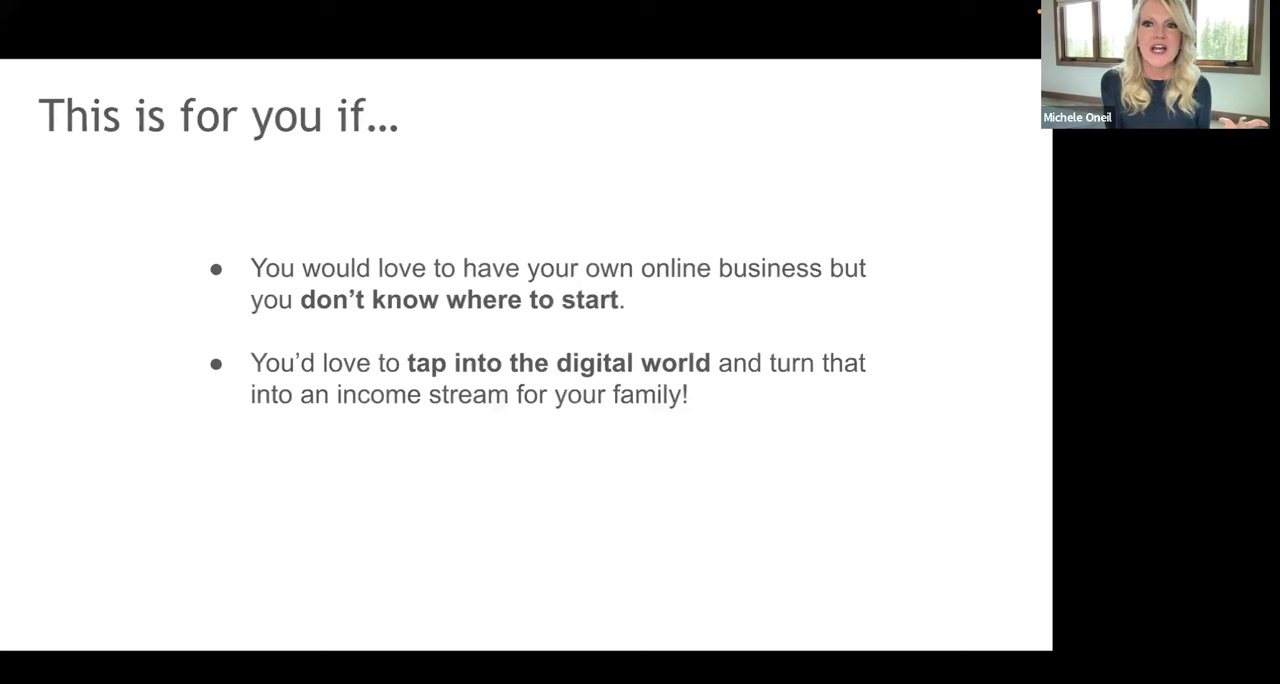 This is for you if...
Michele Oneil
● You would love to have your own online business but
you don’t know where to start.
● You’d love to tap into the digital world and turn that
into an income stream for your family!